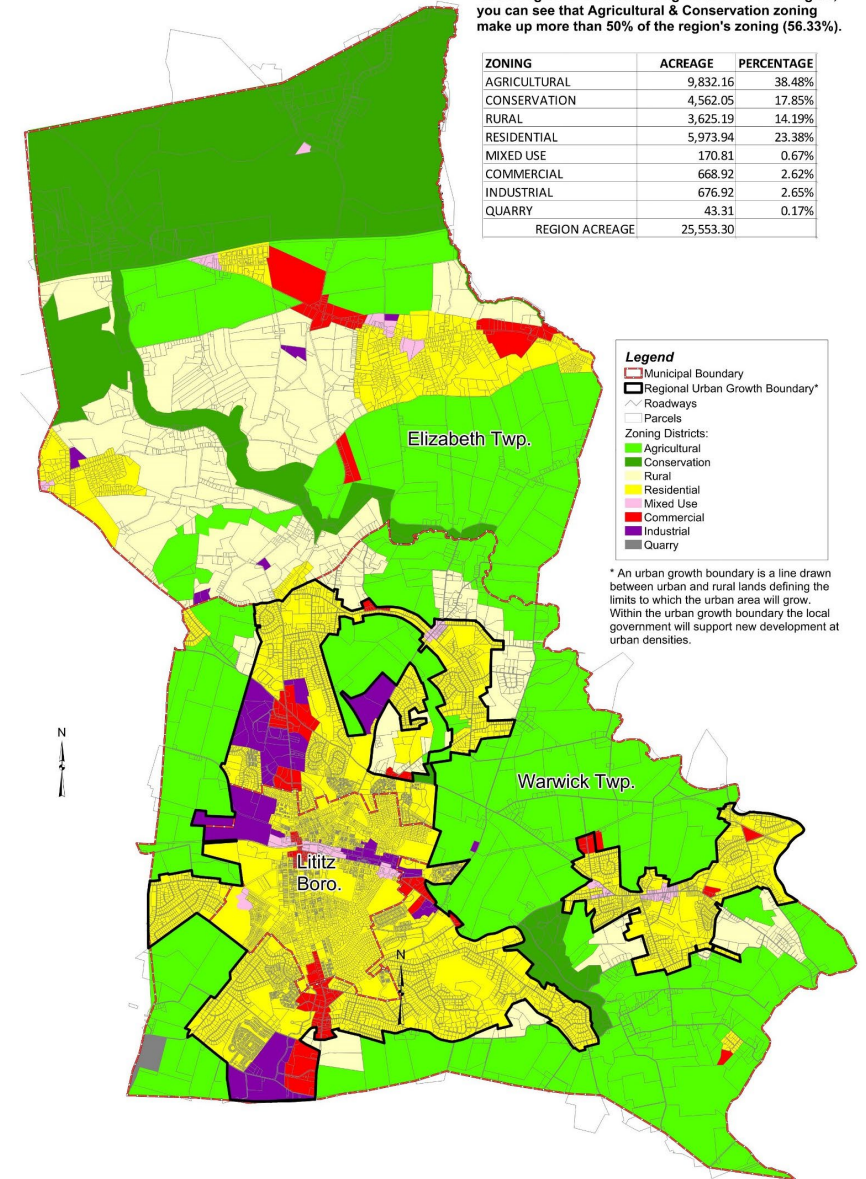 you can see that Agricultural & Conservation zoning
make up more than 50% of the region's zoning (56.33%).
ZONING ACREAGE PERCENTAGE
AGRICULTURAL 9,832.16 38.48%
CONSERVATION 4,562.05 17.85%
RURAL 3,625.19 14.19%
RESIDENTIAL 5,973.94 23.38%
MIXED USE 170.81 0.67%
COMMERCIAL 668.92 2.62%
INDUSTRIAL 676.92 2.65%
QUARRY 43.31 0.17%
REGION ACREAGE 25,553.30
Legend
Municipal Boundary
Regional Urban Growth Boundary*
Roadways
Parcels
Zoning Districts:
Agricultural
Conservation
Rural
Residential
Mixed Use
Commercial
Industrial
Quarry
* An urban growth boundary is a line drawn
between urban and rural lands defining the
limits to which the urban area will grow.
Within the urban growth boundary the local
government will support new development at
urban densities.
Elizabeth Twp.
N
Warwick Twp.
Lititz
Boro.
N